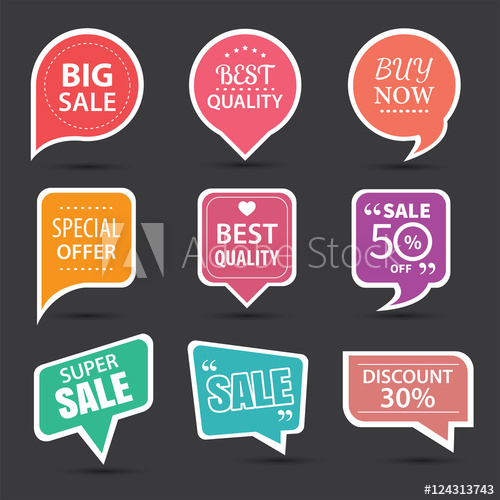 BIG
SALE
BEST
QUALITY
BUY
NOW
SPECIAL
OFFER
BEST
QUALITY
“ SALE
50%
OFF ”
SUPER
SALE
“SALE”
DISCOUNT
30%
Adobe Stock
#124313743